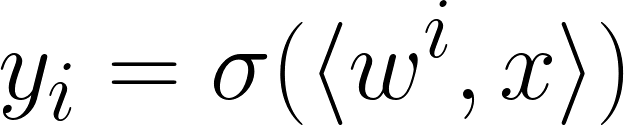 y_i = σ(⟨w^i, x⟩)